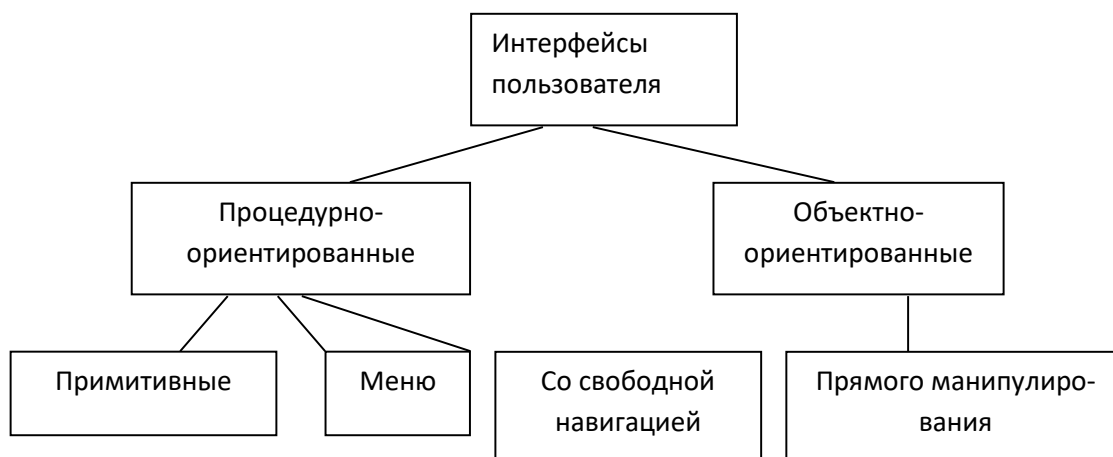 Интерфейсы
пользователя
Процедурно-
ориентированные
Объектно-
ориентированные
Примитивные
Меню
Со свободной
навигацией
Прямого манипулиро-
вания